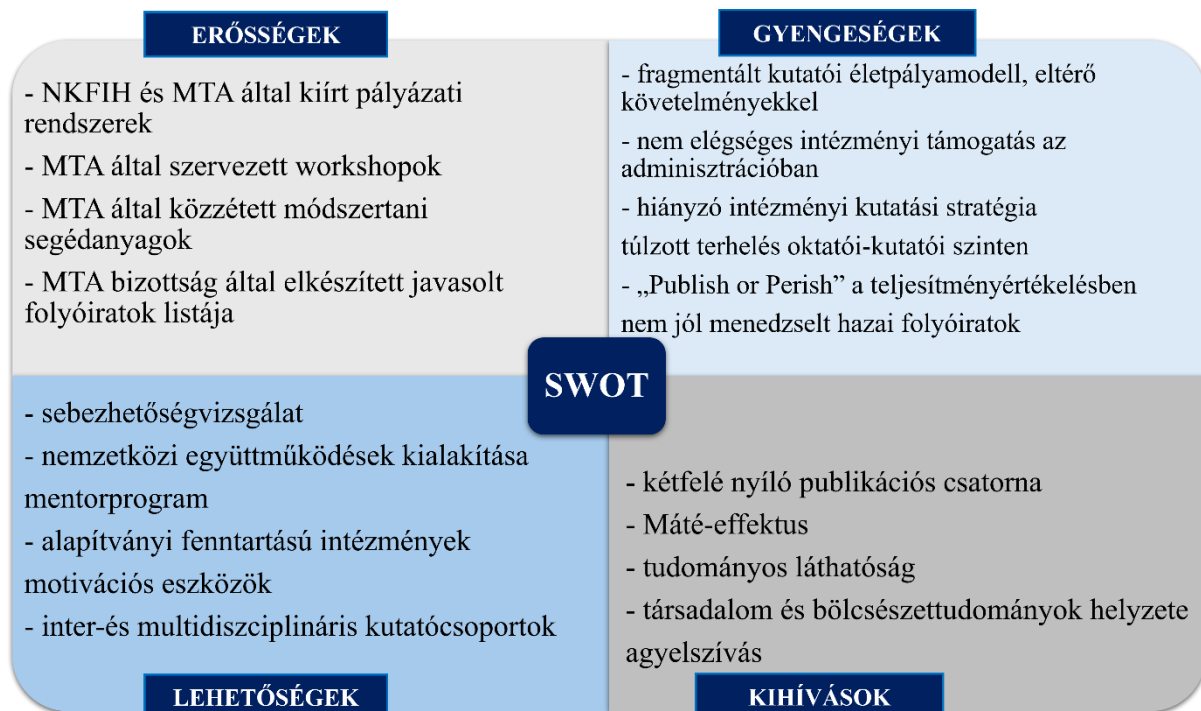 ERŐSSÉGEK
- NKFIH és MTA által kiírt pályázati
rendszerek
- MTA által szervezett workshopok
- MTA által közzétett módszertani
segédanyagok
- MTA bizottság által elkészített javasolt
folyóiratok listája
GYENGESÉGEK
- fragmentált kutatói életpályamodell, eltérő
követelményekkel
- nem elégséges intézményi támogatás az
adminisztrációban
- hiányzó intézményi kutatási stratégia
túlzott terhelés oktatói-kutatói szinten
- „Publish or Perish” a teljesítményértékelésben
nem jól menedzselt hazai folyóiratok
SWOT
- sebezhetőségvizsgálat
- nemzetközi együttműködések kialakítása
mentorprogram
- alapítványi fenntartású intézmények
motivációs eszközök
- inter-és multidiszciplináris kutatócsoportok
LEHETŐSÉGEK
- kétfelé nyíló publikációs csatorna
- Máté-effektus
- tudományos láthatóság
- társadalom és bölcsészettudományok helyzete
agyelszívás
KIHÍVÁSOK